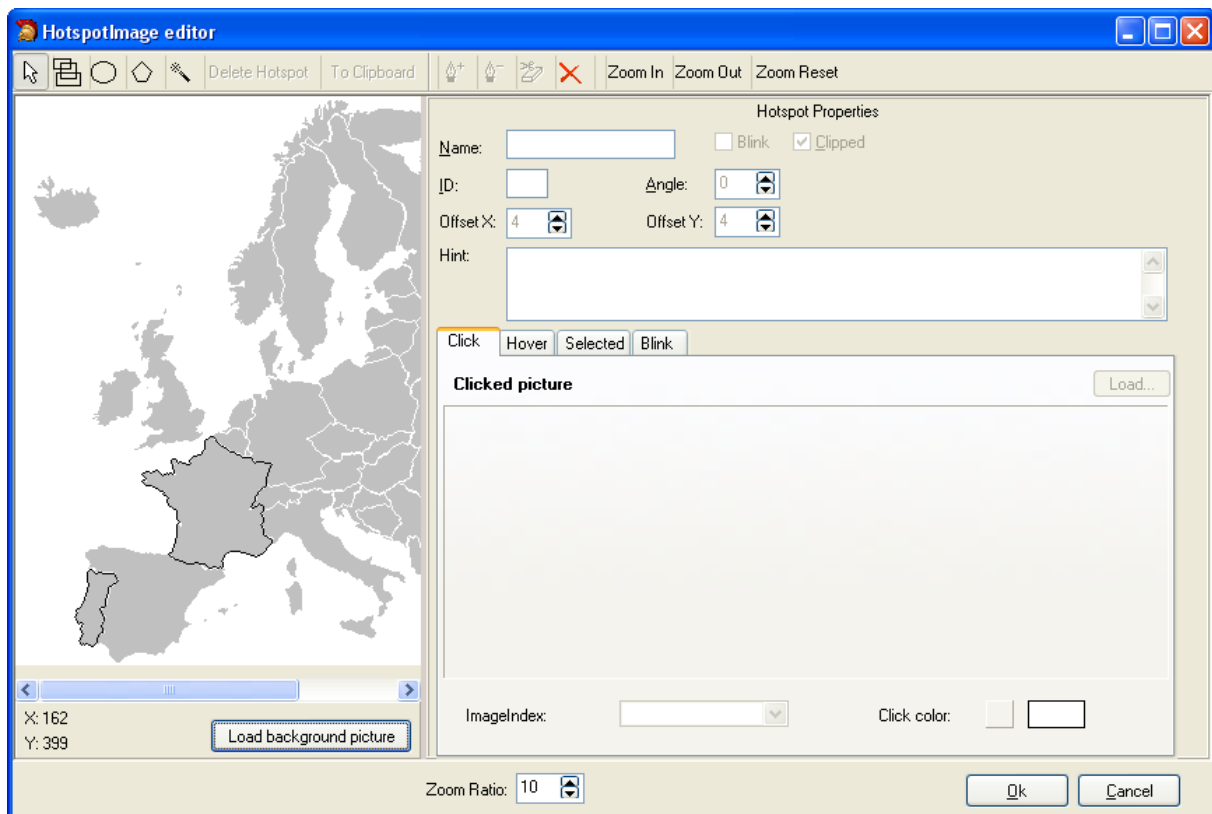 HotspotImage editor
Delete Hotspot To Clipboard Zoom In Zoom Out Zoom Reset
Hotspot Properties
Name: Blink Clipped
ID: Angle: 0
Offset X: 4 Offset Y: 4
Hint:
Click Hover Selected Blink
Clicked picture Load...
ImageIndex: Click color:
X: 162
Y: 399
Load background picture
Zoom Ratio: 10 Ok Cancel